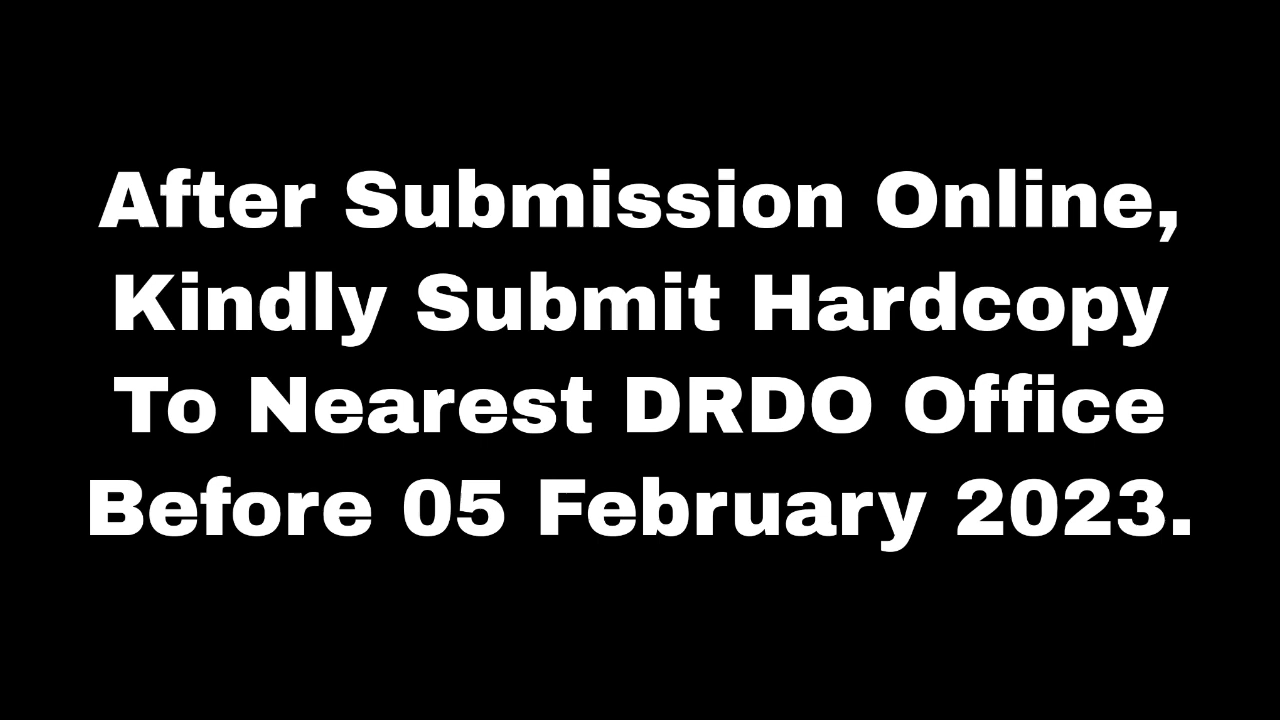 After Submission Online,
Kindly Submit Hardcopy
To Nearest DRDO Office
Before 05 February 2023.